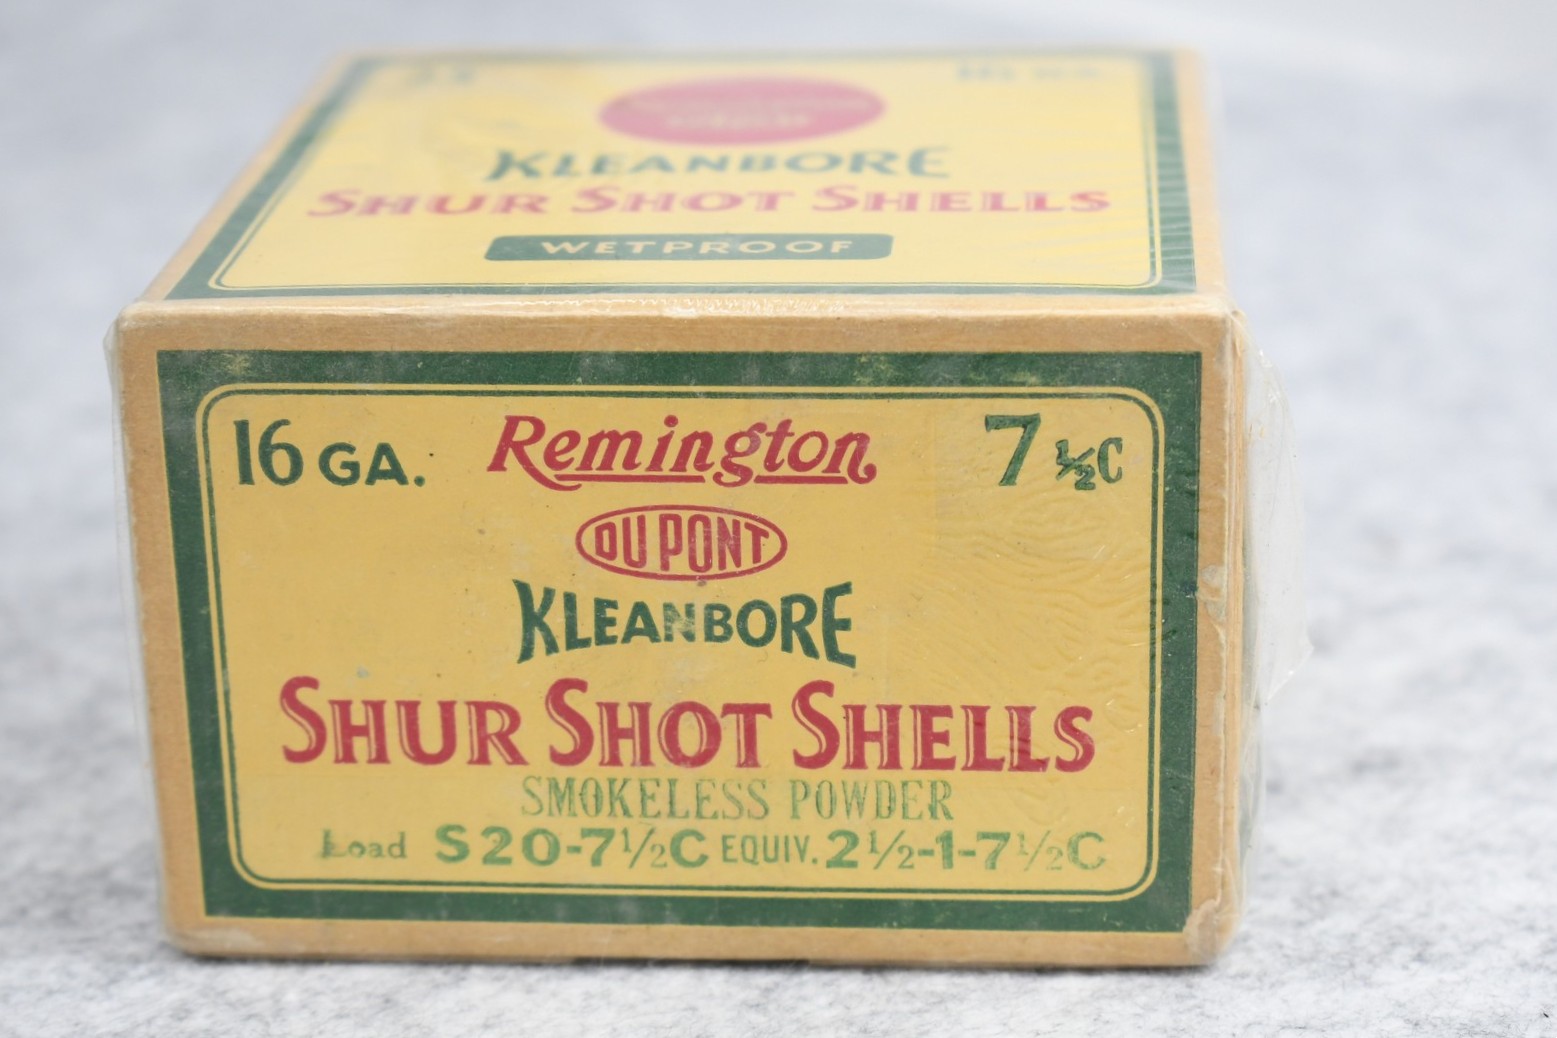 KLEANBORE
SHUR SHOT SHELLS
WETPROOF
16 GA. Remington 7 ½C
DU PONT
KLEANBORE
SHUR SHOT SHELLS
SMOKELESS POWDER
Load S20-7½C EQUIV. 2½-1-7½C